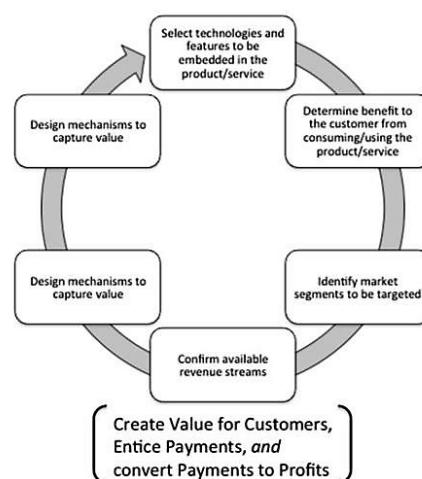 Select technologies and
features to be
embedded in the
product/service
Determine benefit to
the customer from
consuming/using the
product/service
Identify market
segments to be targeted
Confirm available
revenue streams
Design mechanisms to
capture value
Design mechanisms to
capture value
Create Value for Customers,
Entice Payments, and
convert Payments to Profits